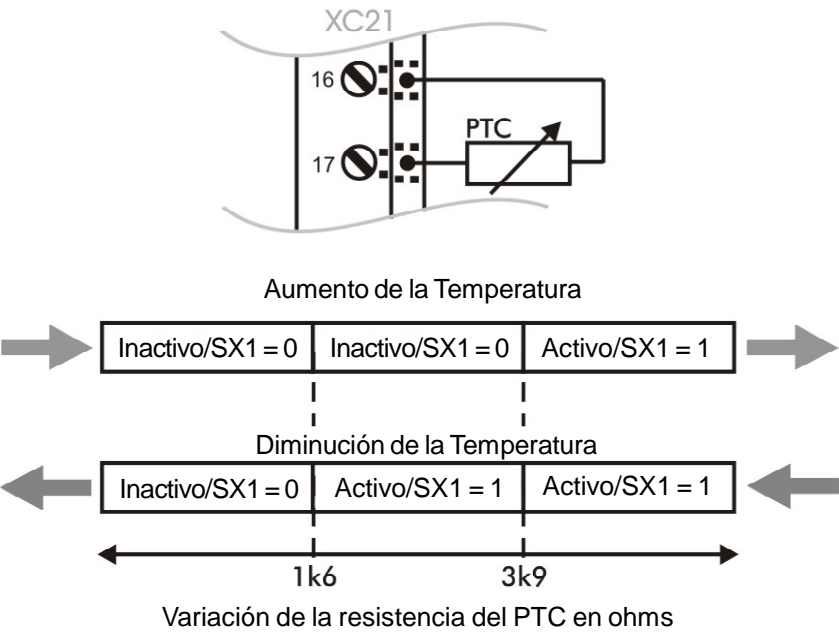 XC21
16
PTC
17
Aumento de la Temperatura
Inactivo/SX1 = 0 Inactivo/SX1 = 0 Activo/SX1 = 1
Diminución de la Temperatura
Inactivo/SX1 = 0 Activo/SX1 = 1 Activo/SX1 = 1
1k6 3k9
Variación de la resistencia del PTC en ohms